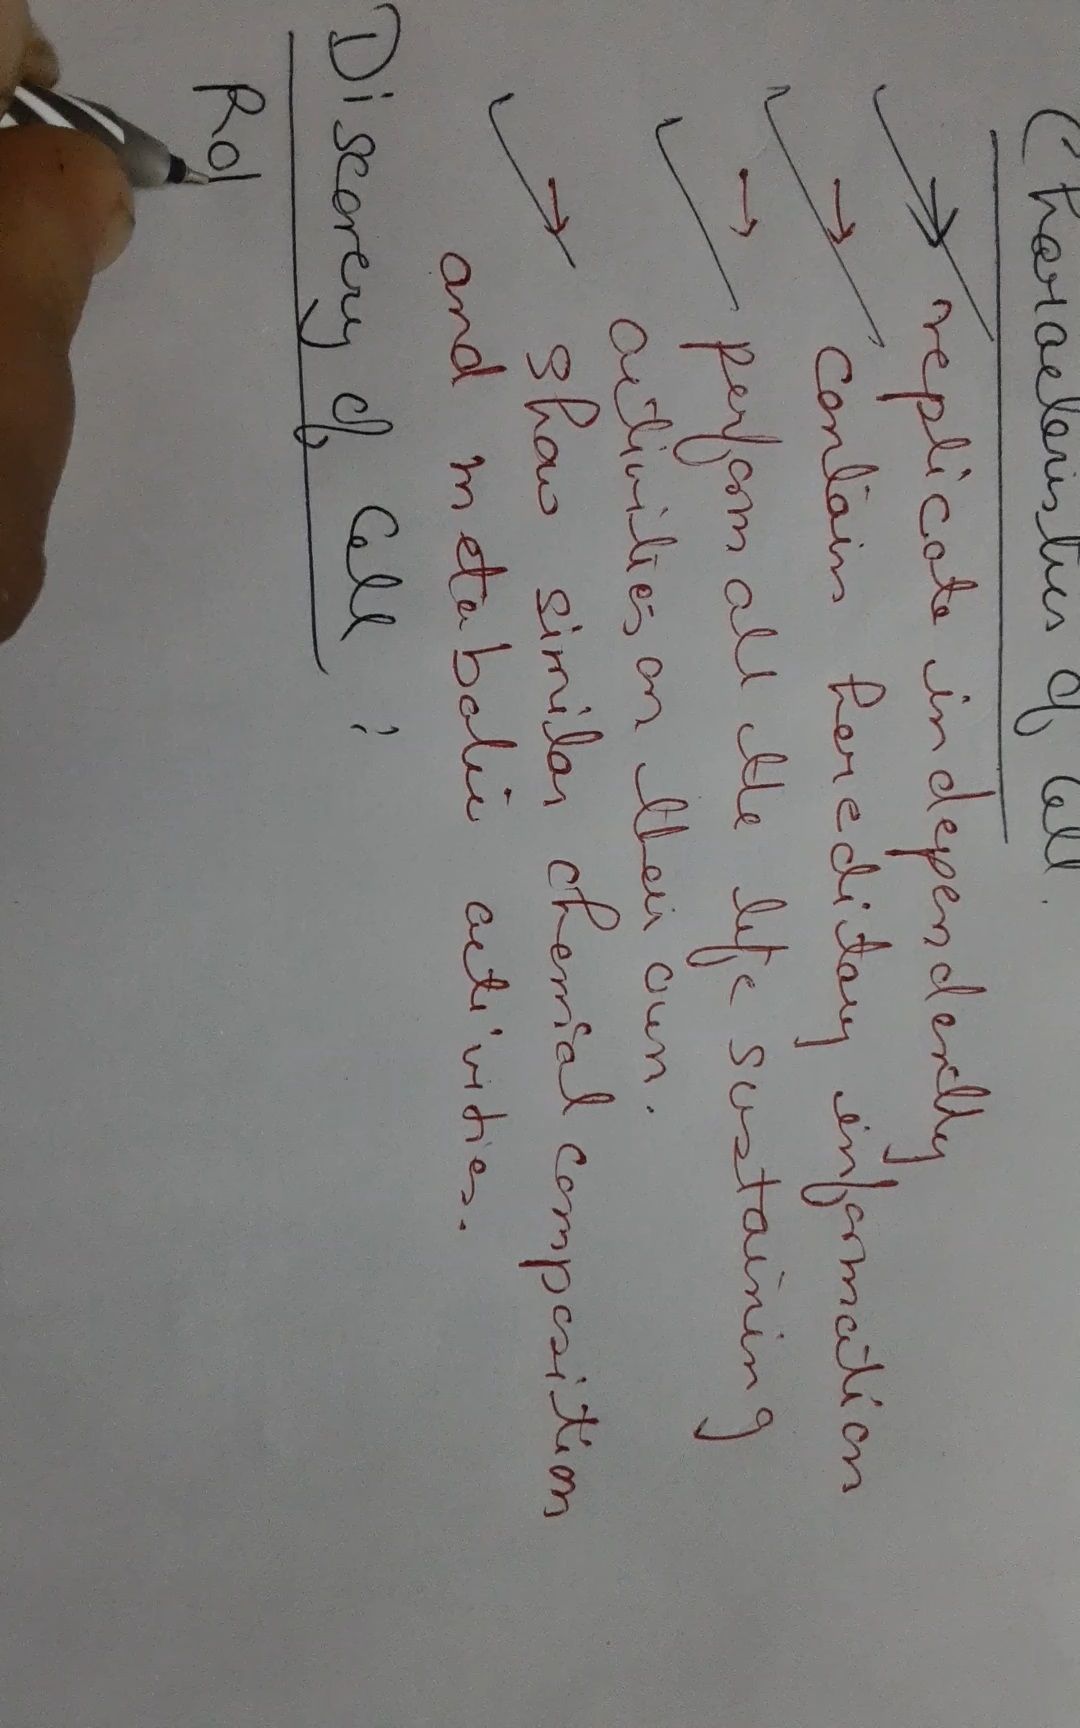 Characteristics of Cell.
→ replicate independently
→ contain hereditary information
→ perform all the life sustaining
activities on their own.
→ show similar chemical composition
and metabolic activities.
Discovery of Cell :
Rol